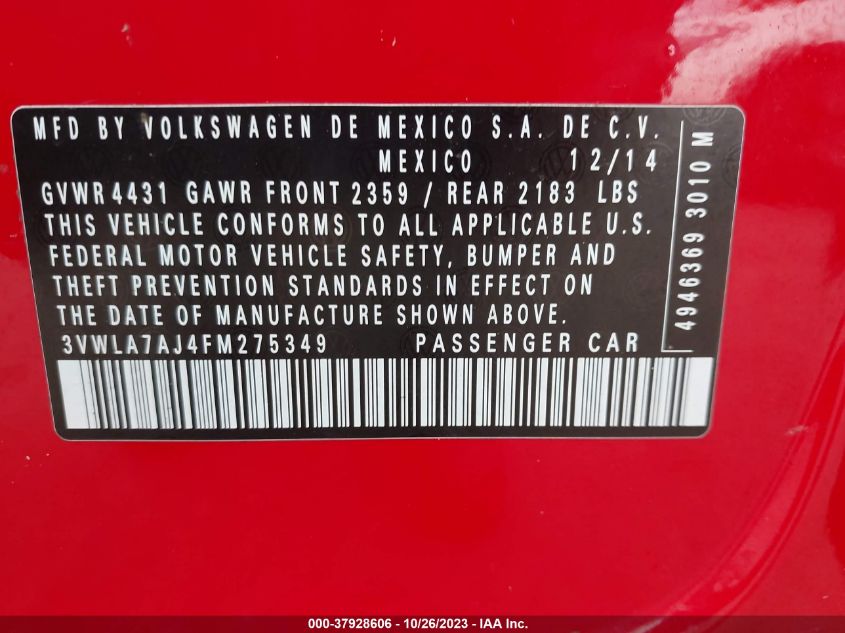 MFD BY VOLKSWAGEN DE MEXICO S.A. DE C.V.
MEXICO 12/14
GVWR 4431 GAWR FRONT 2359 / REAR 2183 LBS
THIS VEHICLE CONFORMS TO ALL APPLICABLE U.S.
FEDERAL MOTOR VEHICLE SAFETY, BUMPER AND
THEFT PREVENTION STANDARDS IN EFFECT ON
THE DATE OF MANUFACTURE SHOWN ABOVE.
3VWLA7AJ4FM275349 PASSENGER CAR
4946369 3010 M
000-37928606 - 10/26/2023 - IAA Inc.